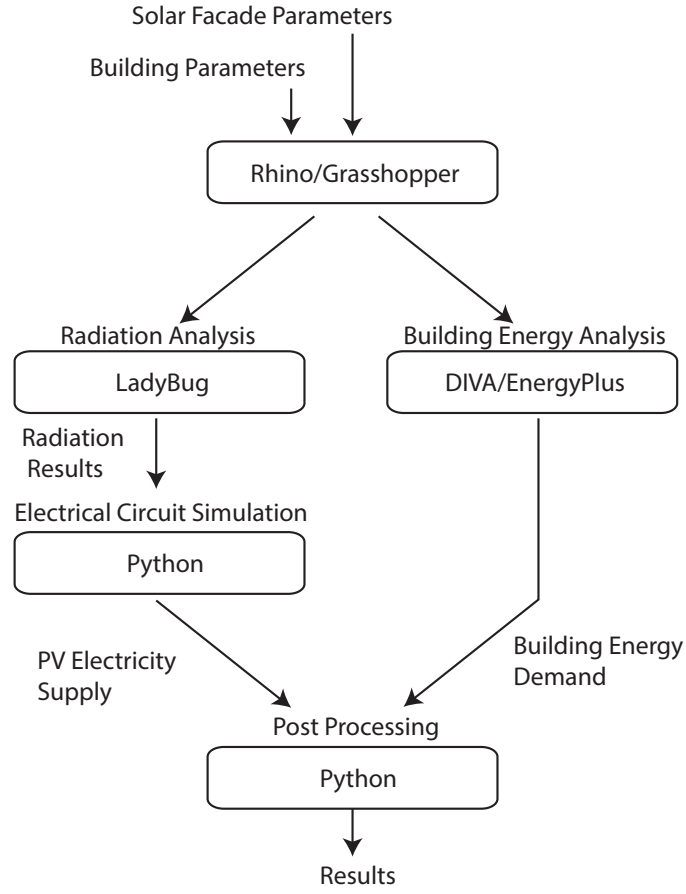 Solar Facade Parameters
Building Parameters
Rhino/Grasshopper
Radiation Analysis
LadyBug
Building Energy Analysis
DIVA/EnergyPlus
Radiation
Results
Electrical Circuit Simulation
Python
PV Electricity
Supply
Building Energy
Demand
Post Processing
Python
Results